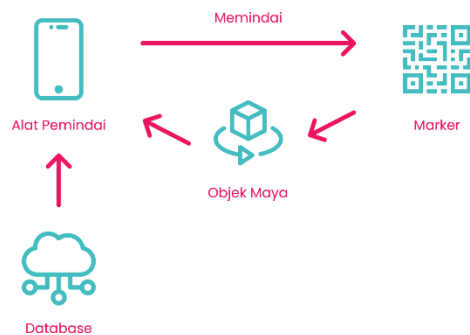 Memindai
Alat Pemindai
Marker
Objek Maya
Database